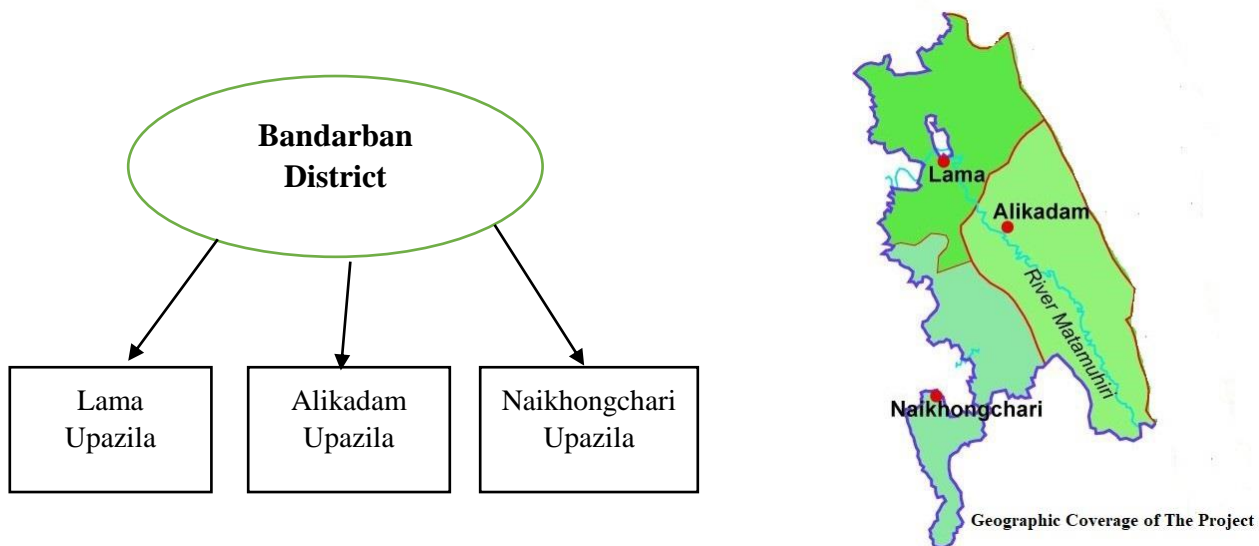 Bandarban
District
Lama
Upazila
Alikadam
Upazila
Naikhongchari
Upazila
Lama
Alikadam
River Matamuhiri
Naikhongchari
Geographic Coverage of The Project